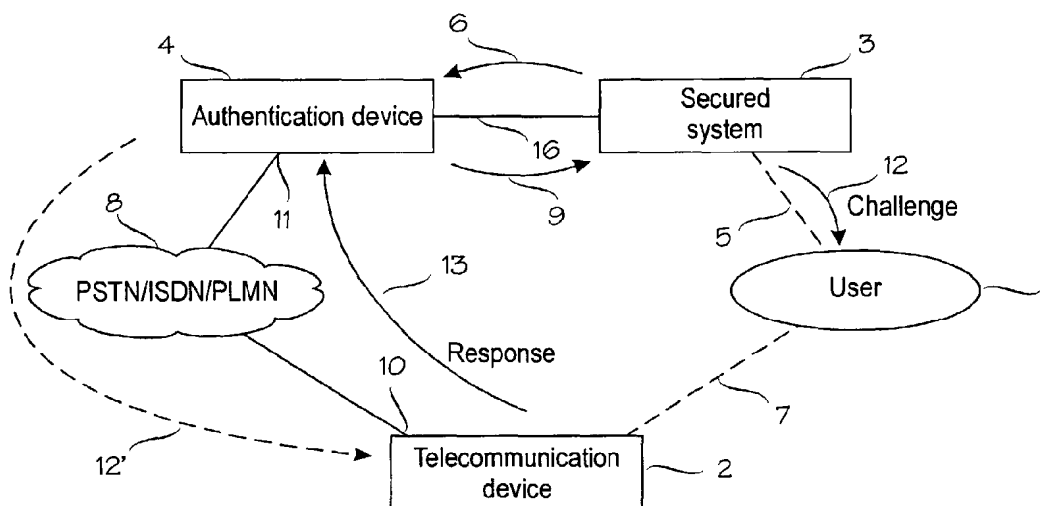 4
6
3
Authentication device
Secured
system
16
12
8
11
9
5
Challenge
13
PSTN/ISDN/PLMN
User
Response
10
7
12'
Telecommunication
device
2